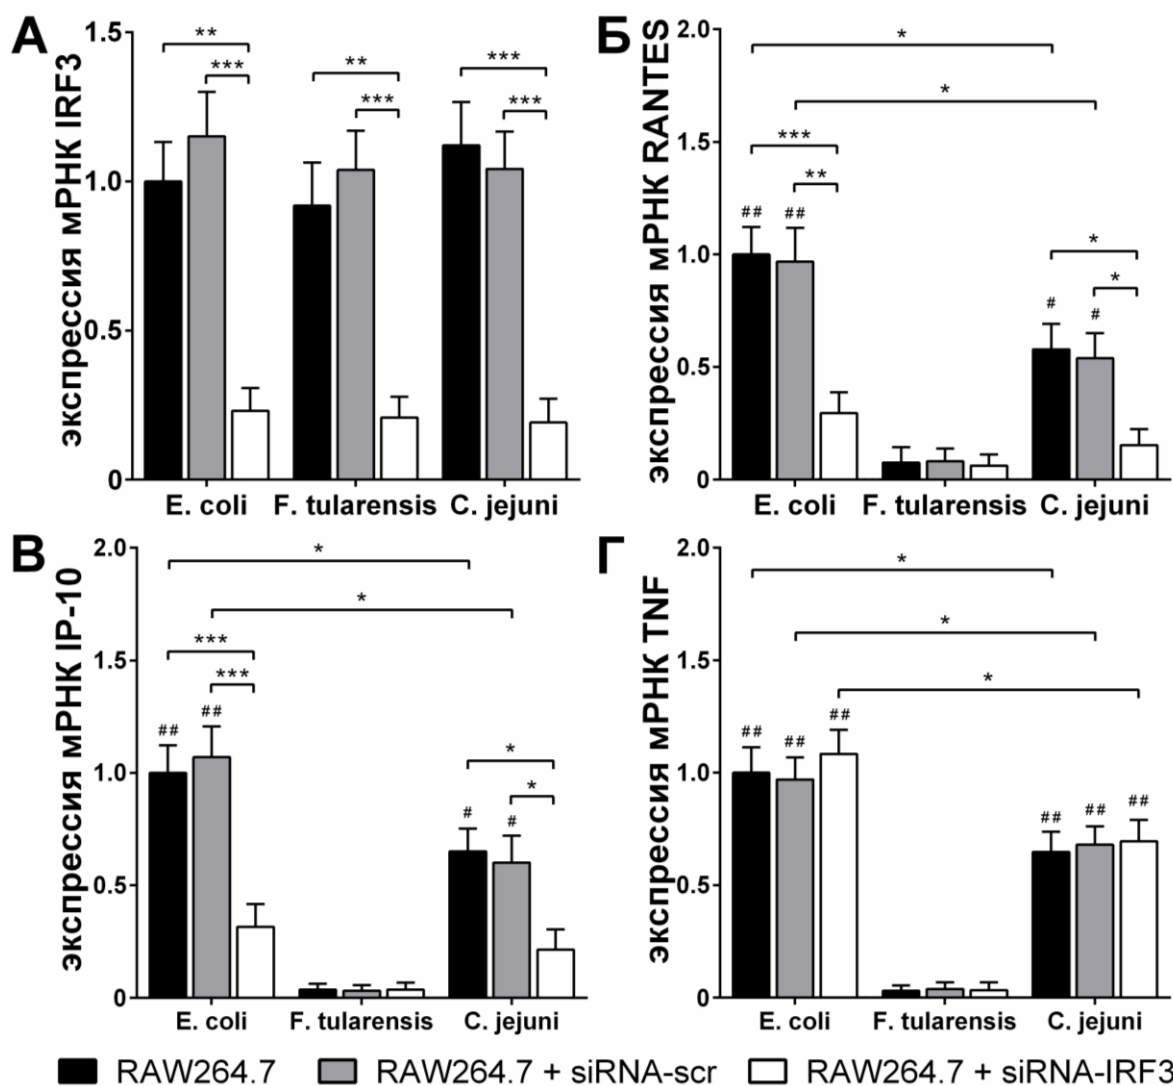 А
экспрессия мРНК IRF3
1.5
1.0
0.5
0
** *** ** *** *** ***
E. coli F. tularensis C. jejuni
Б
экспрессия мРНК RANTES
2.0
1.5
1.0
0.5
0
*
*
***
**
## ##
*
*
# #
E. coli F. tularensis C. jejuni
В
экспрессия мРНК IP-10
2.0
1.5
1.0
0.5
0
*
*
***
***
## ##
*
*
# #
E. coli F. tularensis C. jejuni
Г
экспрессия мРНК TNF
2.0
1.5
1.0
0.5
0
*
*
*
## ## ##
## ## ##
E. coli F. tularensis C. jejuni
RAW264.7 RAW264.7 + siRNA-scr RAW264.7 + siRNA-IRF3